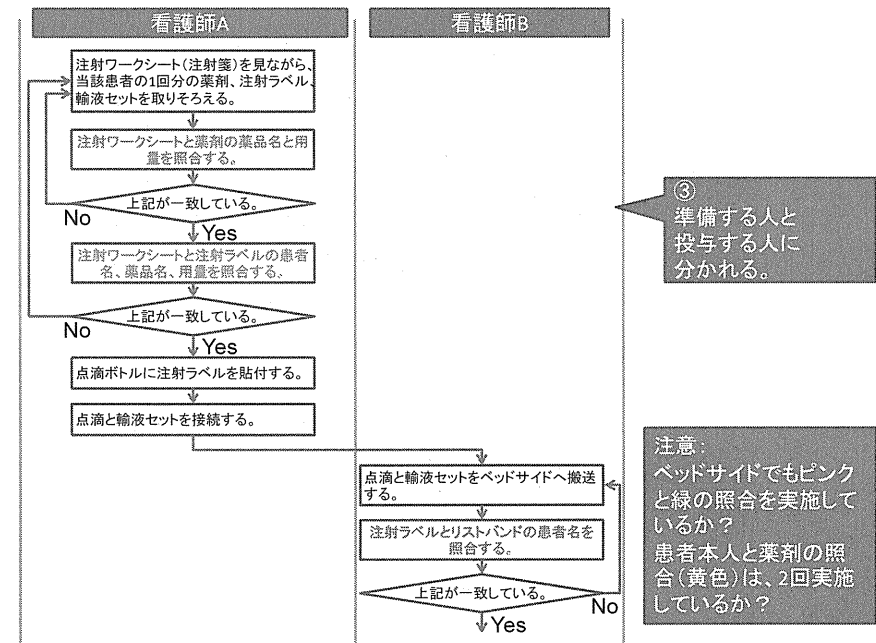 看護師A
看護師B
注射ワークシート(注射箋)を見ながら、
当該患者の1回分の薬剤、注射ラベル、
輸液セットを取りそろえる。
注射ワークシートと薬剤の薬品名と用
量を照合する。
上記が一致している。
No
Yes
注射ワークシートと注射ラベルの患者
名、薬品名、用量を照合する。
上記が一致している。
No
Yes
点滴ボトルに注射ラベルを貼付する。
点滴と輸液セットを接続する。
点滴と輸液セットをベッドサイドへ搬送
する。
注射ラベルとリストバンドの患者名を
照合する。
上記が一致している。
No
Yes
③
準備する人と
投与する人に
分かれる。
注意:
ベッドサイドでもピンク
と緑の照合を実施して
いるか?
患者本人と薬剤の照
合(黄色)は、2回実施
しているか?